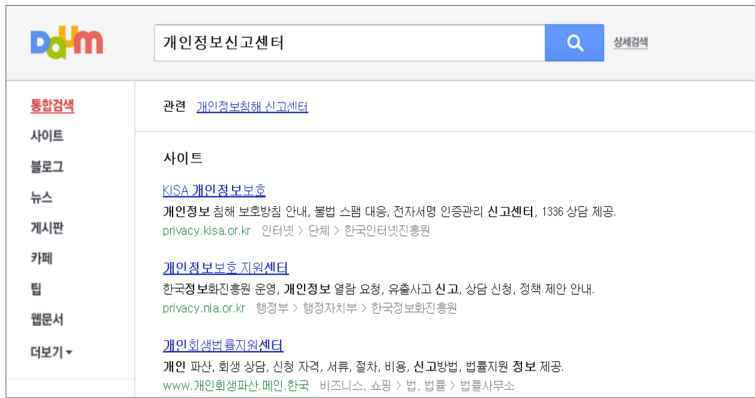 Daum
개인정보신고센터
상세검색
통합검색
사이트
블로그
뉴스
게시판
카페
팁
웹문서
더보기 ▾
관련 개인정보침해 신고센터
사이트
KISA 개인정보보호
개인정보 침해 보호방침 안내, 불법 스팸 대응, 전자서명 인증관리 신고센터, 1336 상담 제공.
privacy.kisa.or.kr 인터넷 > 단체 > 한국인터넷진흥원
개인정보보호 지원센터
한국정보화진흥원 운영, 개인정보 열람 요청, 유출사고 신고, 상담 신청, 정책 제안 안내.
privacy.nia.or.kr 행정부 > 행정자치부 > 한국정보화진흥원
개인회생법률지원센터
개인 파산, 회생 상담, 신청 자격, 서류, 절차, 비용, 신고방법, 법률지원 정보 제공.
www.개인회생파산.메인.한국 비즈니스, 쇼핑 > 법, 법률 > 법률사무소